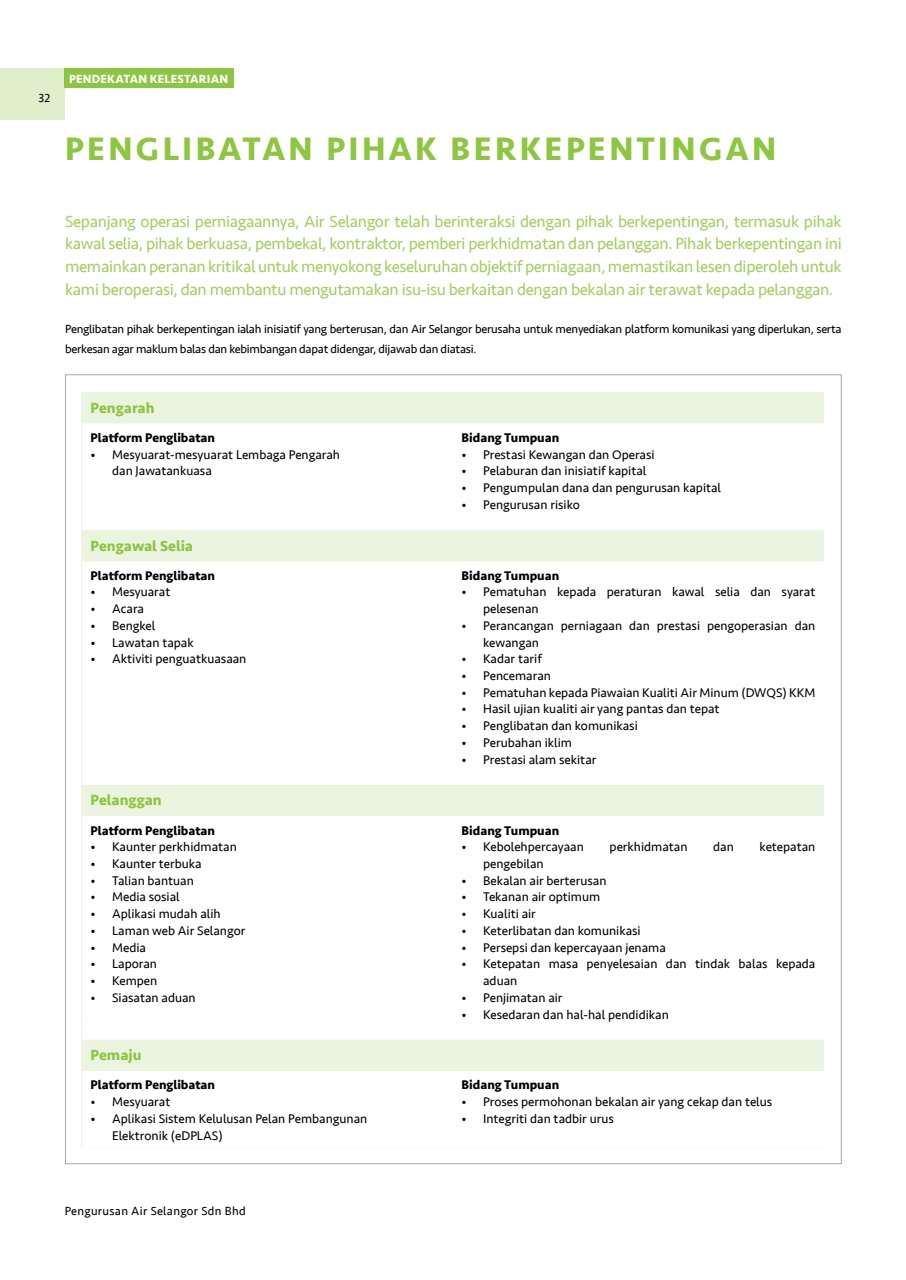 PENDEKATAN KELESTARIAN
32
PENGLIBATAN PIHAK BERKEPENTINGAN
Sepanjang operasi perniagaannya, Air Selangor telah berinteraksi dengan pihak berkepentingan, termasuk pihak
kawal selia, pihak berkuasa, pembekal, kontraktor, pemberi perkhidmatan dan pelanggan. Pihak berkepentingan ini
memainkan peranan kritikal untuk menyokong keseluruhan objektif perniagaan, memastikan lesen diperoleh untuk
kami beroperasi, dan membantu mengutamakan isu-isu berkaitan dengan bekalan air terawat kepada pelanggan.
Penglibatan pihak berkepentingan ialah inisiatif yang berterusan, dan Air Selangor berusaha untuk menyediakan platform komunikasi yang diperlukan, serta
berkesan agar maklum balas dan kebimbangan dapat didengar, dijawab dan diatasi.
Pengarah
Platform Penglibatan
• Mesyuarat-mesyuarat Lembaga Pengarah
dan Jawatankuasa
Bidang Tumpuan
• Prestasi Kewangan dan Operasi
• Pelaburan dan inisiatif kapital
• Pengumpulan dana dan pengurusan kapital
• Pengurusan risiko
Pengawal Selia
Platform Penglibatan
• Mesyuarat
• Acara
• Bengkel
• Lawatan tapak
• Aktiviti penguatkuasaan
Bidang Tumpuan
• Pematuhan kepada peraturan kawal selia dan syarat
pelesenan
• Perancangan perniagaan dan prestasi pengoperasian dan
kewangan
• Kadar tarif
• Pencemaran
• Pematuhan kepada Piawaian Kualiti Air Minum (DWQS) KKM
• Hasil ujian kualiti air yang pantas dan tepat
• Penglibatan dan komunikasi
• Perubahan iklim
• Prestasi alam sekitar
Pelanggan
Platform Penglibatan
• Kaunter perkhidmatan
• Kaunter terbuka
• Talian bantuan
• Media sosial
• Aplikasi mudah alih
• Laman web Air Selangor
• Media
• Laporan
• Kempen
• Siasatan aduan
Bidang Tumpuan
• Kebolehpercayaan perkhidmatan dan ketepatan
pengebilan
• Bekalan air berterusan
• Tekanan air optimum
• Kualiti air
• Keterlibatan dan komunikasi
• Persepsi dan kepercayaan jenama
• Ketepatan masa penyelesaian dan tindak balas kepada
aduan
• Penjimatan air
• Kesedaran dan hal-hal pendidikan
Pemaju
Platform Penglibatan
• Mesyuarat
• Aplikasi Sistem Kelulusan Pelan Pembangunan
Elektronik (eDPLAS)
Bidang Tumpuan
• Proses permohonan bekalan air yang cekap dan telus
• Integriti dan tadbir urus
Pengurusan Air Selangor Sdn Bhd